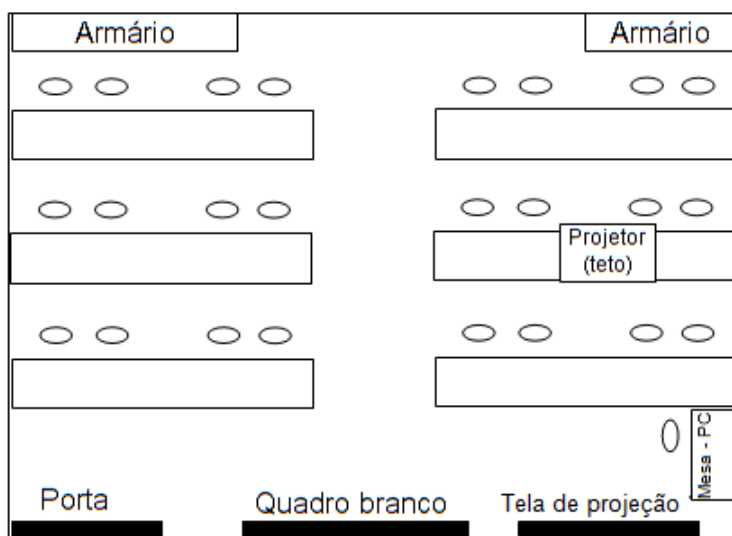 Armário
Armário
Projetor
(teto)
Mesa - PC
Porta
Quadro branco
Tela de projeção